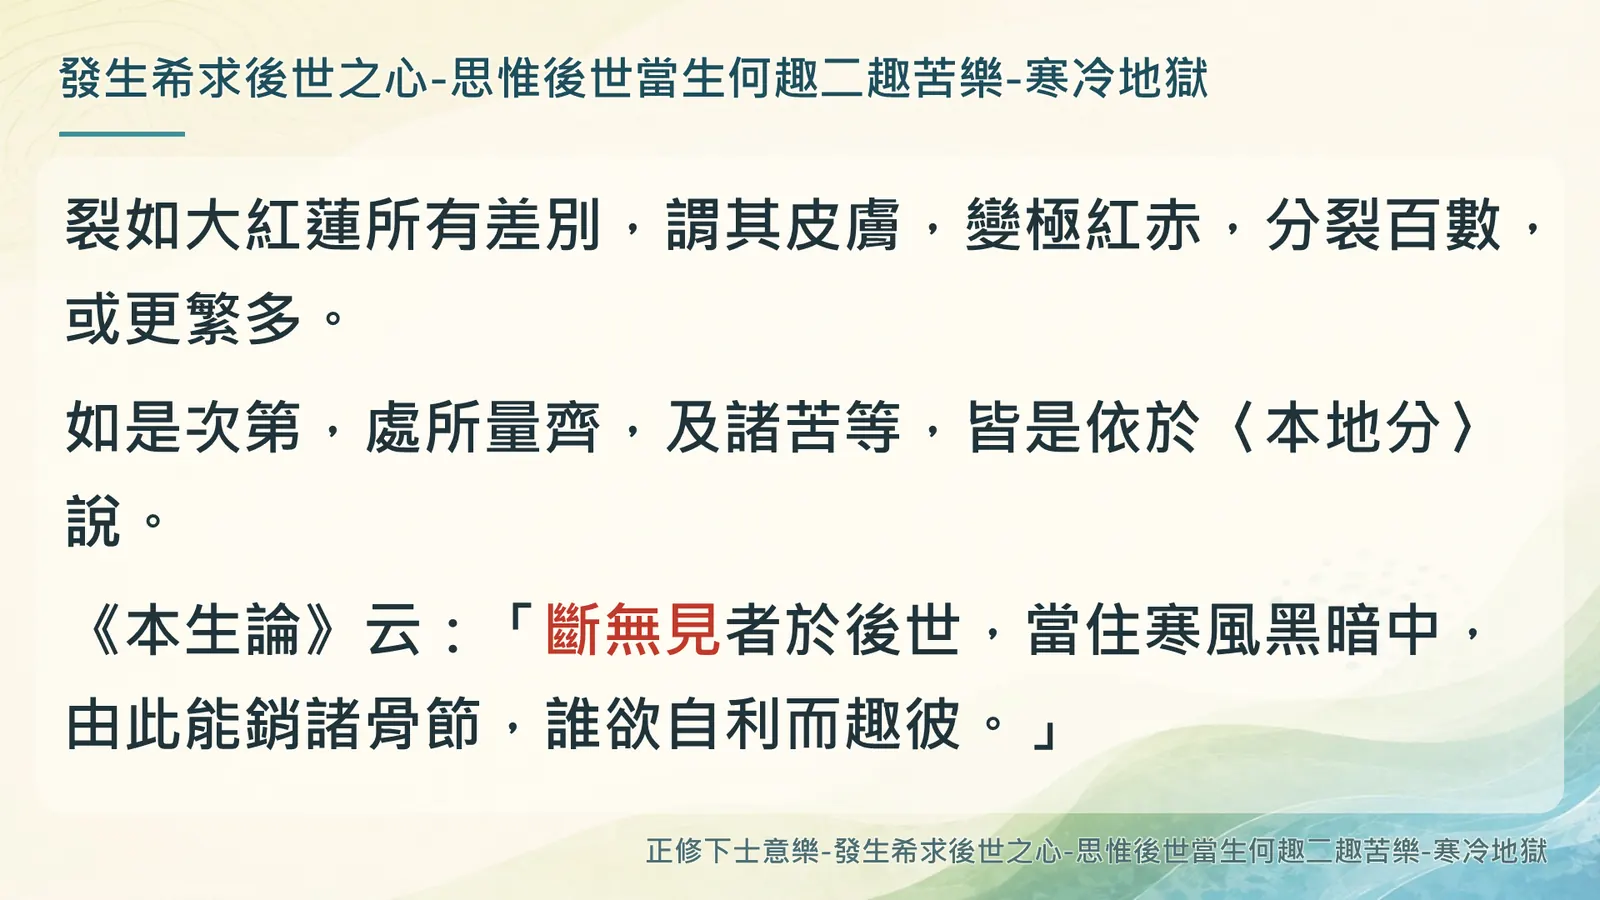 發生希求後世之心-思惟後世當生何趣二趣苦樂-寒冷地獄
裂如大紅蓮所有差別，謂其皮膚，變極紅赤，分裂百數，
或更繁多。
如是次第，處所量齊，及諸苦等，皆是依於〈本地分〉
說。
《本生論》云：「斷無見者於後世，當住寒風黑暗中，
由此能銷諸骨節，誰欲自利而趣彼。」
正修下士意樂-發生希求後世之心-思惟後世當生何趣二趣苦樂-寒冷地獄